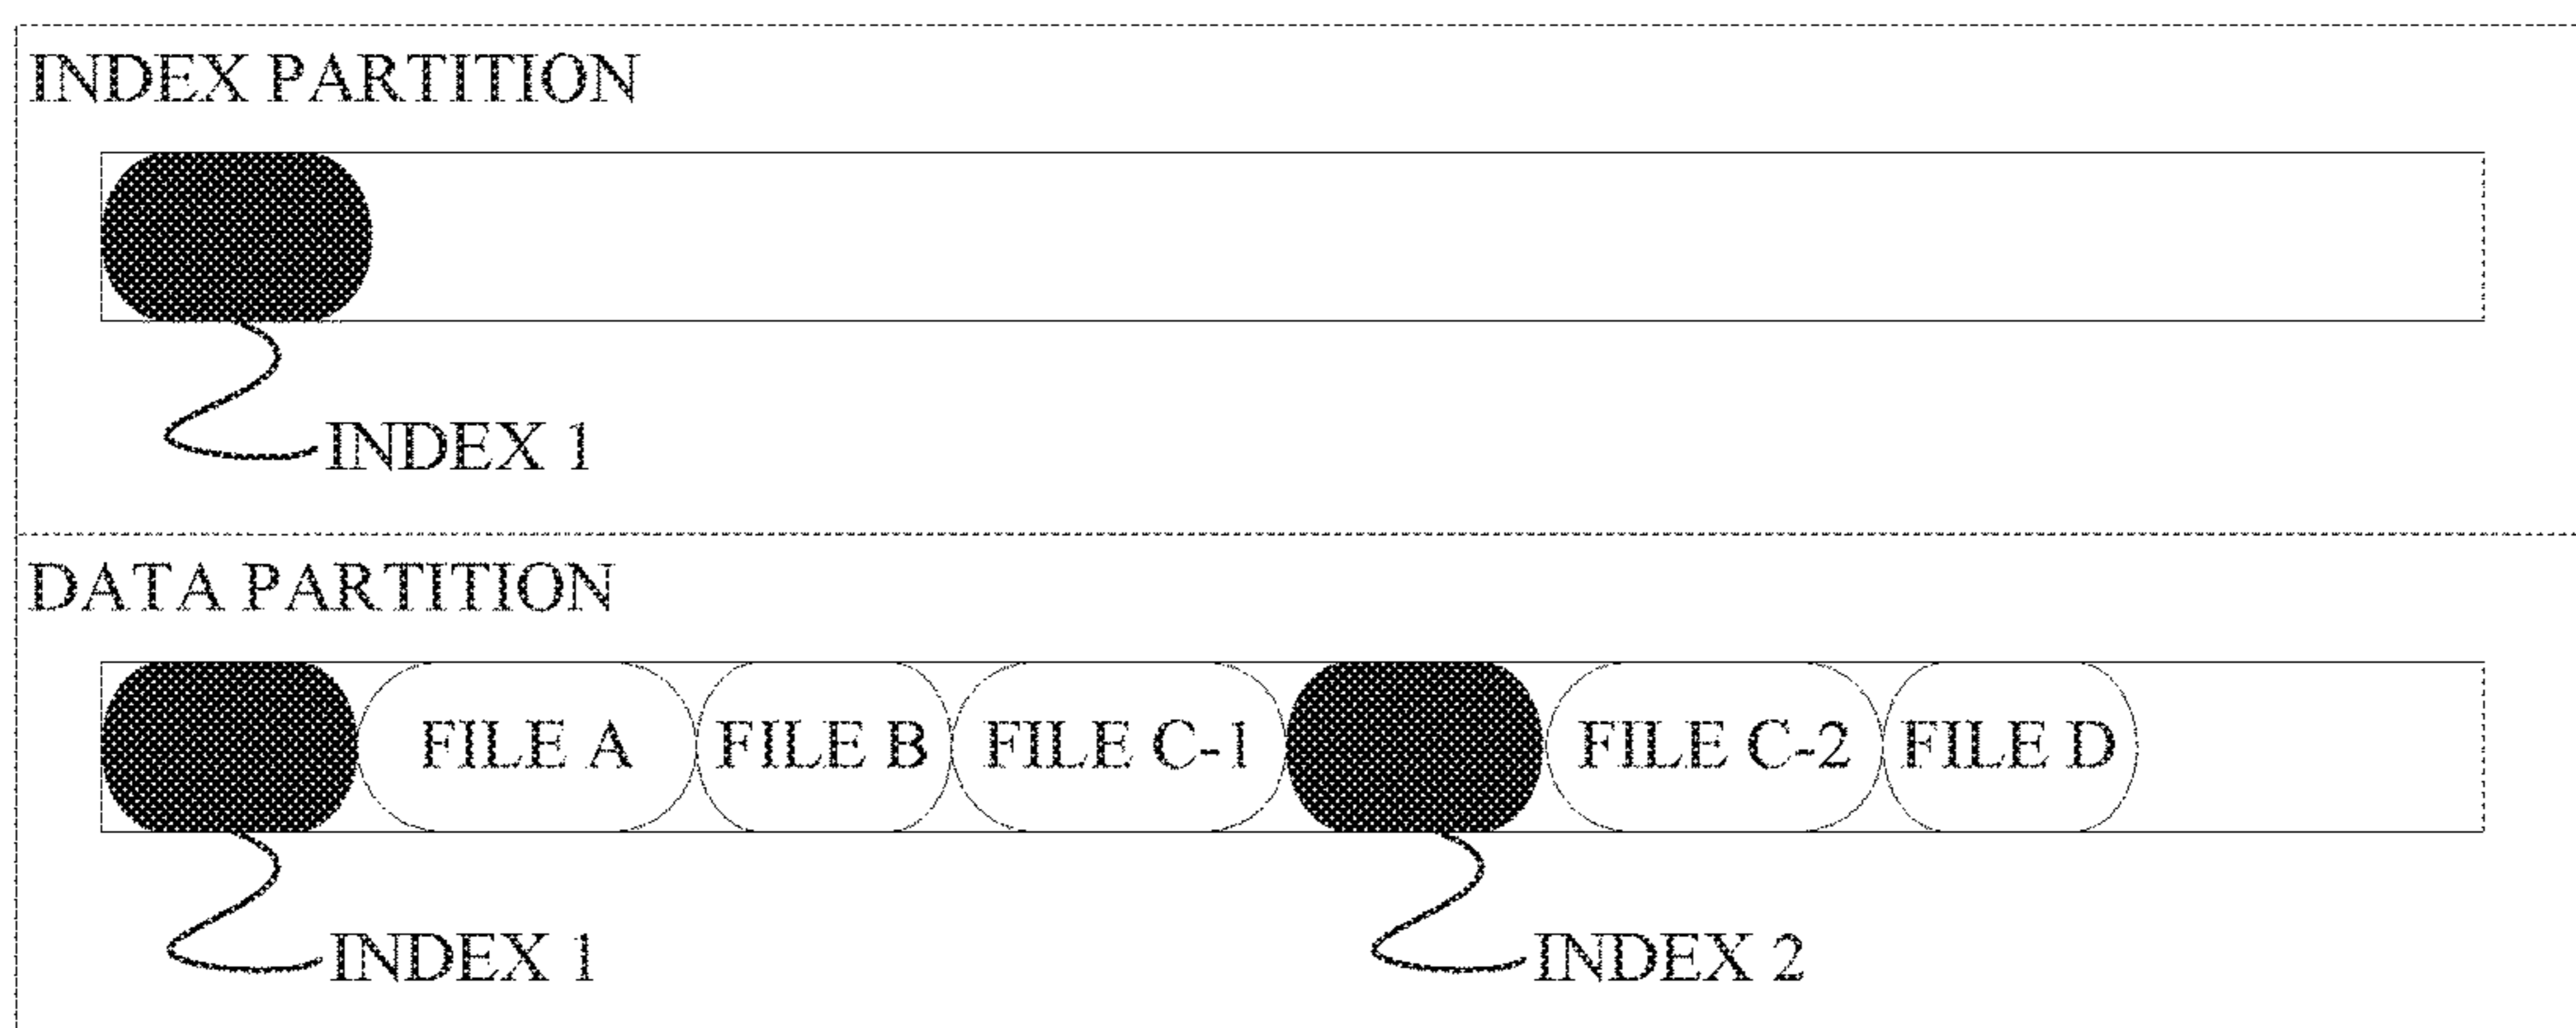 INDEX PARTITION
INDEX 1
DATA PARTITION
FILE A FILE B FILE C-1 FILE C-2 FILE D
INDEX 1 INDEX 2